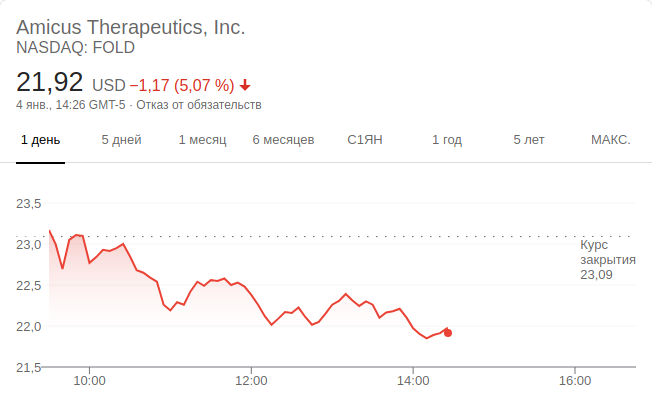 Amicus Therapeutics, Inc.
NASDAQ: FOLD
21,92 USD −1,17 (5,07 %)
4 янв., 14:26 GMT-5 · Отказ от обязательств
1 день 5 дней 1 месяц 6 месяцев С1ЯН 1 год 5 лет МАКС.
23,5
23,0
22,5
22,0
21,5
Курс
закрытия
23,09
10:00 12:00 14:00 16:00